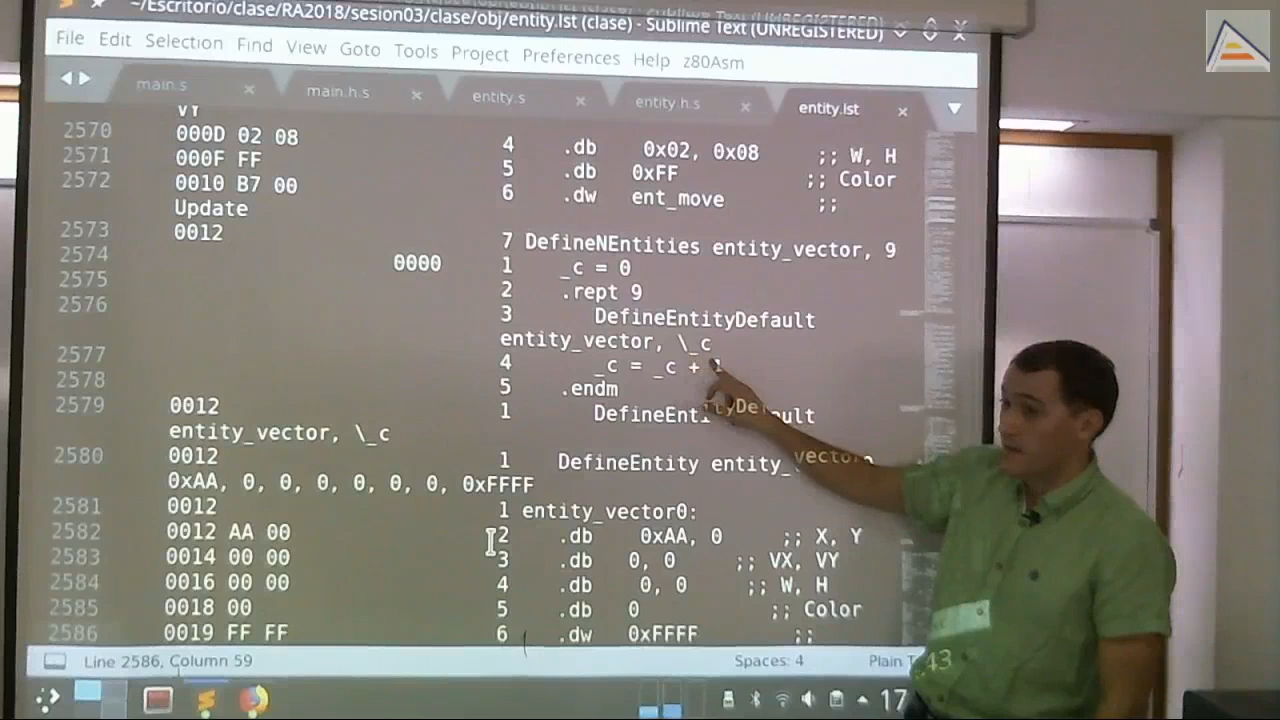 ~/Escritorio/clase/RA2018/sesion03/clase/obj/entity.lst (clase) - Sublime Text (UNREGISTERED)
File Edit Selection Find View Goto Tools Project Preferences Help z80Asm
main.s × main.h.s × entity.s × entity.h.s × entity.lst ×
VY
2570 000D 02 08 4 .db 0x02, 0x08 ;; W, H
2571 000F FF 5 .db 0xFF ;; Color
2572 0010 B7 00 6 .dw ent_move ;;
Update
2573 0012 7 DefineNEntities entity_vector, 9
2574 0000 1 _c = 0
2575 2 .rept 9
2576 3 DefineEntityDefault
entity_vector, \_c
2577 4 _c = _c + 1
2578 5 .endm
2579 0012 1 DefineEntityDefault
entity_vector, \_c
2580 0012 1 DefineEntity entity_vector0
0xAA, 0, 0, 0, 0, 0, 0, 0xFFFF
2581 0012 1 entity_vector0:
2582 0012 AA 00 2 .db 0xAA, 0 ;; X, Y
2583 0014 00 00 3 .db 0, 0 ;; VX, VY
2584 0016 00 00 4 .db 0, 0 ;; W, H
2585 0018 00 5 .db 0 ;; Color
2586 0019 FF FF 6 .dw 0xFFFF ;;
Line 2586, Column 59 Spaces: 4 Plain
17 43